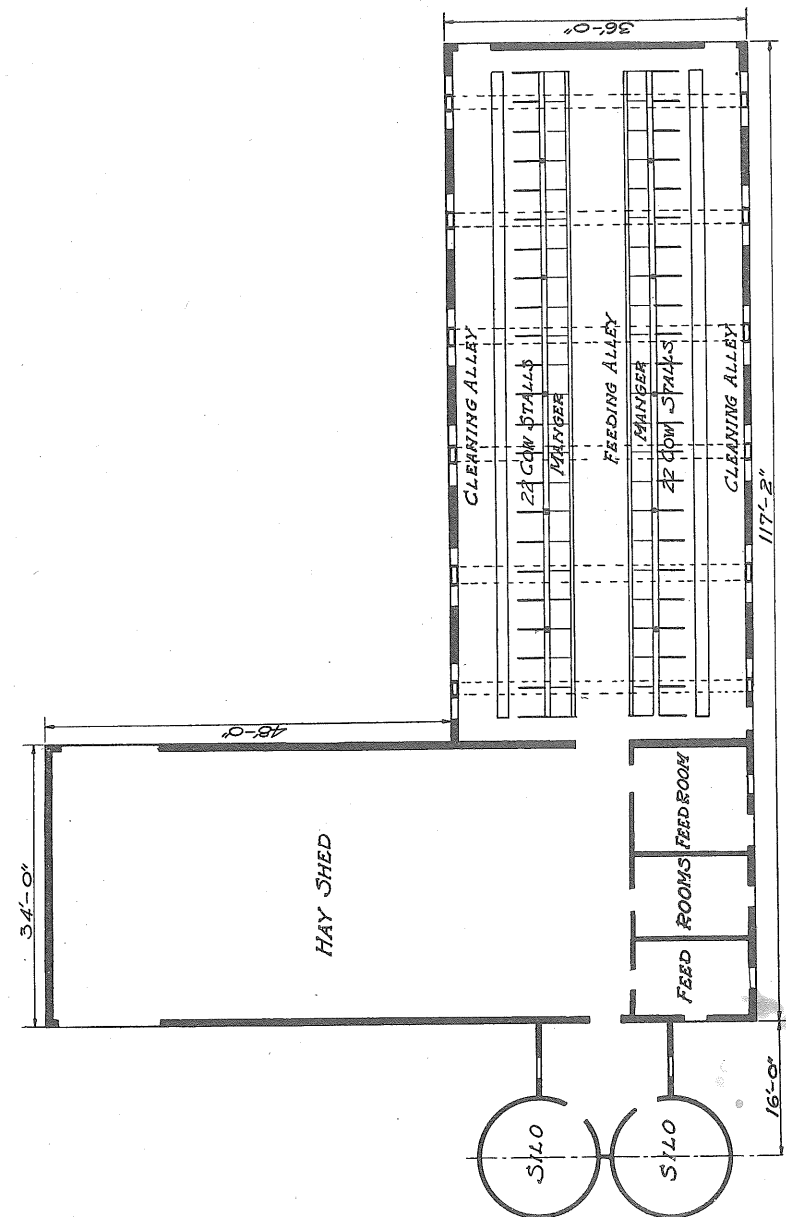 36'-0"
CLEANING ALLEY
22 COW STALLS
MANGER
FEEDING ALLEY
MANGER
22 COW STALLS
CLEANING ALLEY
117'-2"
48'-0"
34'-0"
HAY SHED
FEED ROOM
FEED ROOMS
16'-0"
SILO
SILO